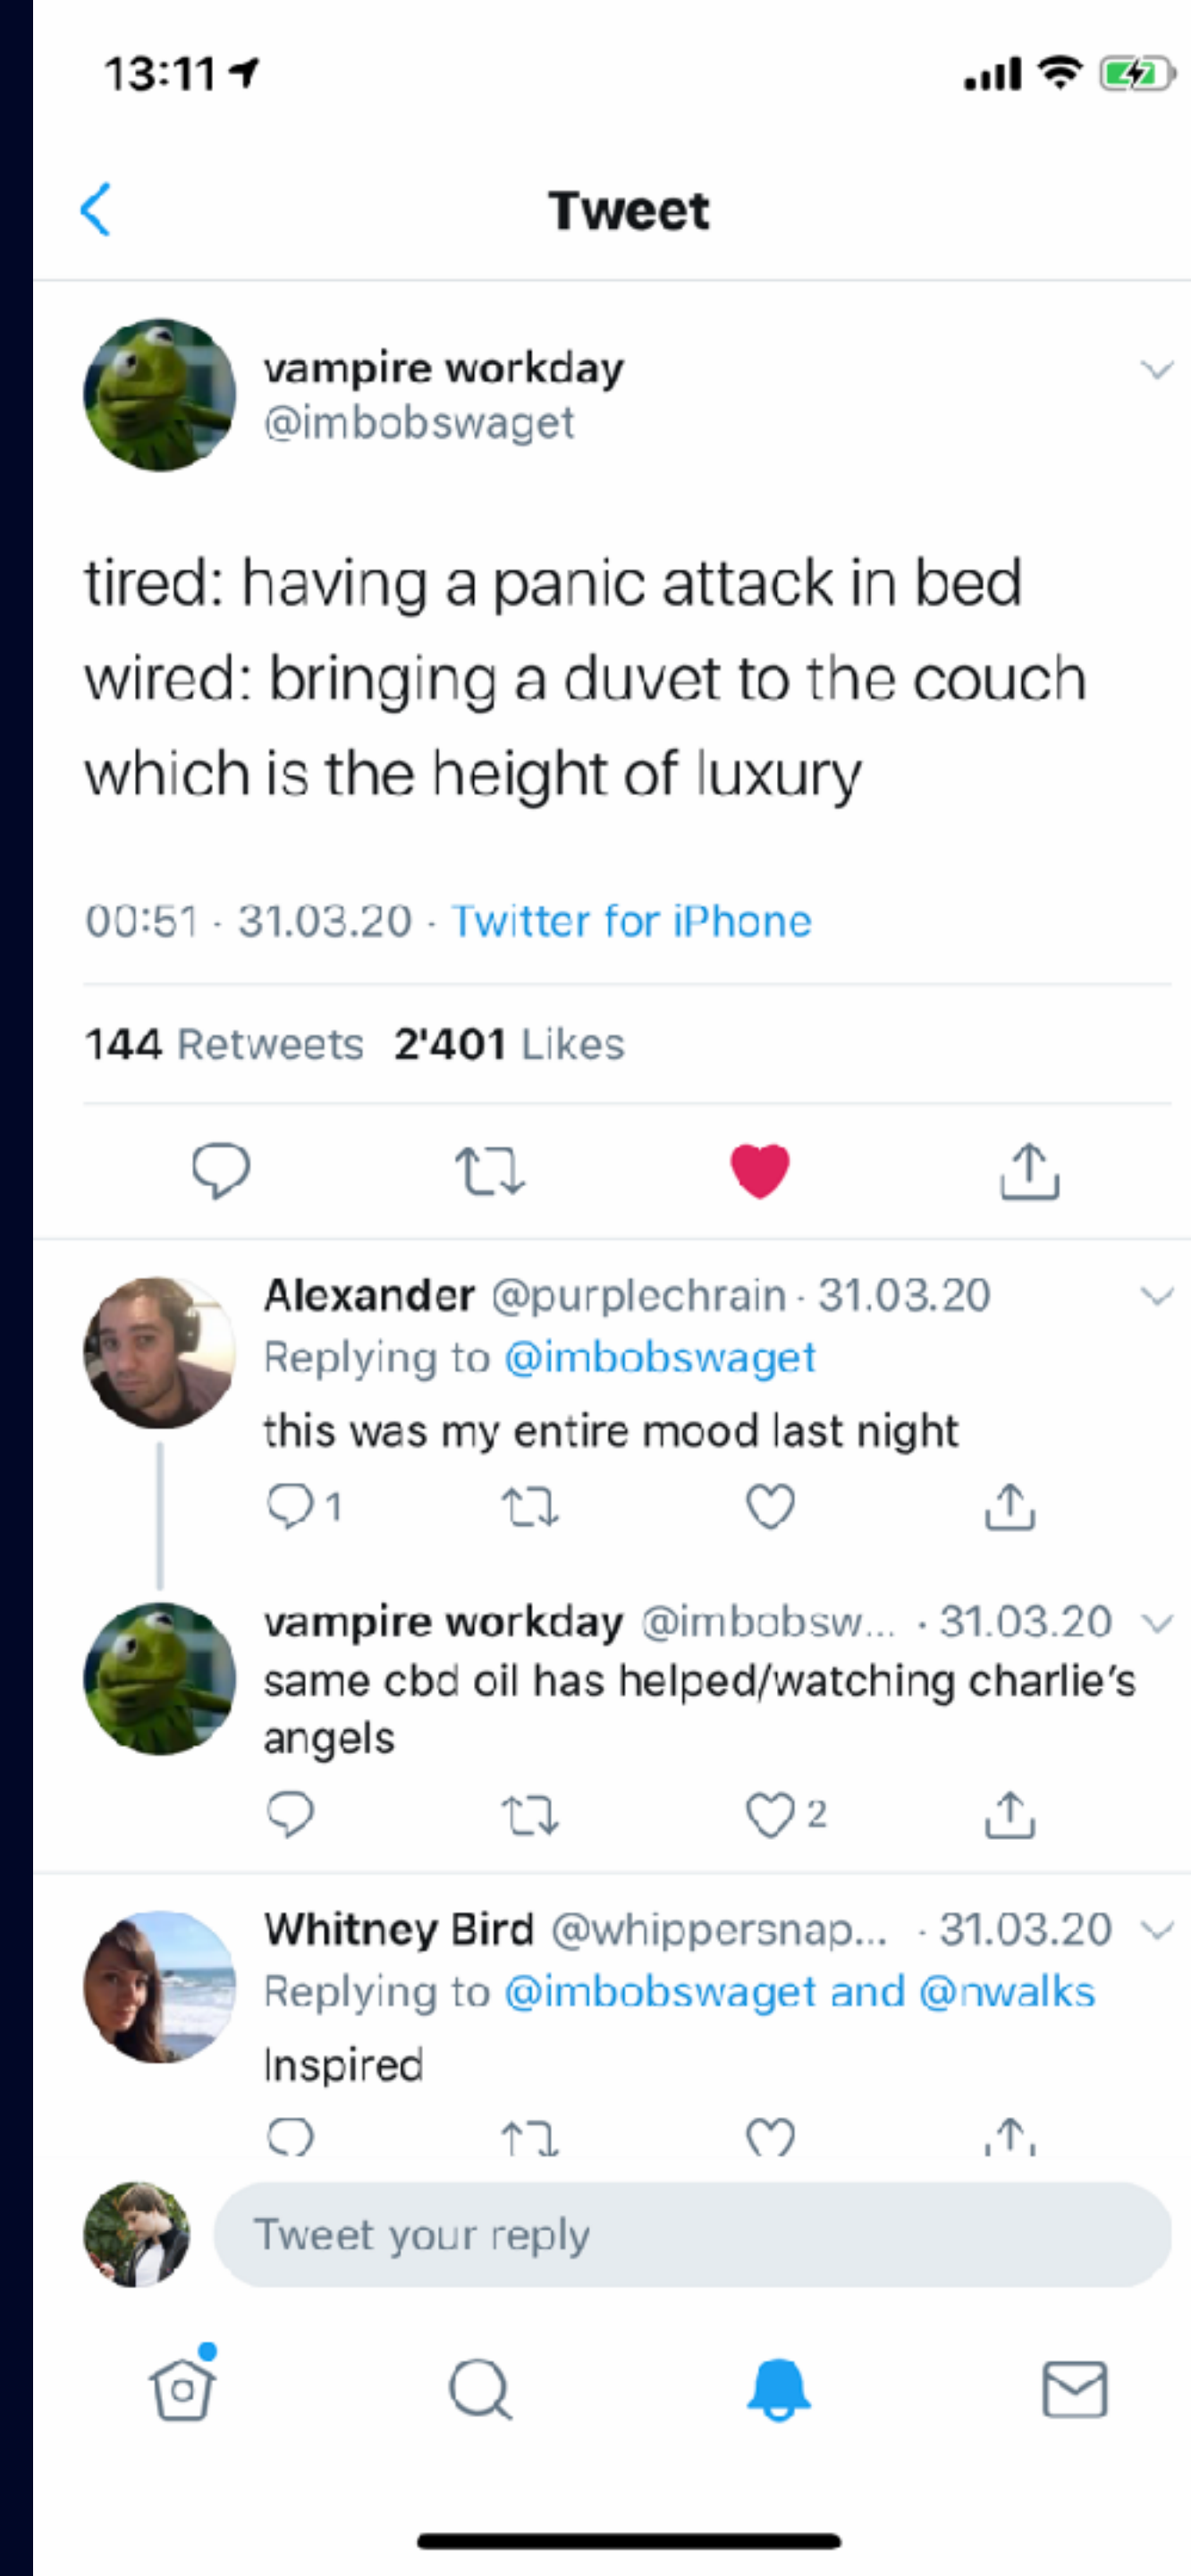 13:11
Tweet
vampire workday
@imbobswaget
tired: having a panic attack in bed
wired: bringing a duvet to the couch
which is the height of luxury
00:51 · 31.03.20 · Twitter for iPhone
144 Retweets 2'401 Likes
Alexander @purplechrain · 31.03.20
Replying to @imbobswaget
this was my entire mood last night
1
vampire workday @imbobsw... · 31.03.20
same cbd oil has helped/watching charlie’s
angels
2
Whitney Bird @whippersnap... · 31.03.20
Replying to @imbobswaget and @nwalks
Inspired
Tweet your reply